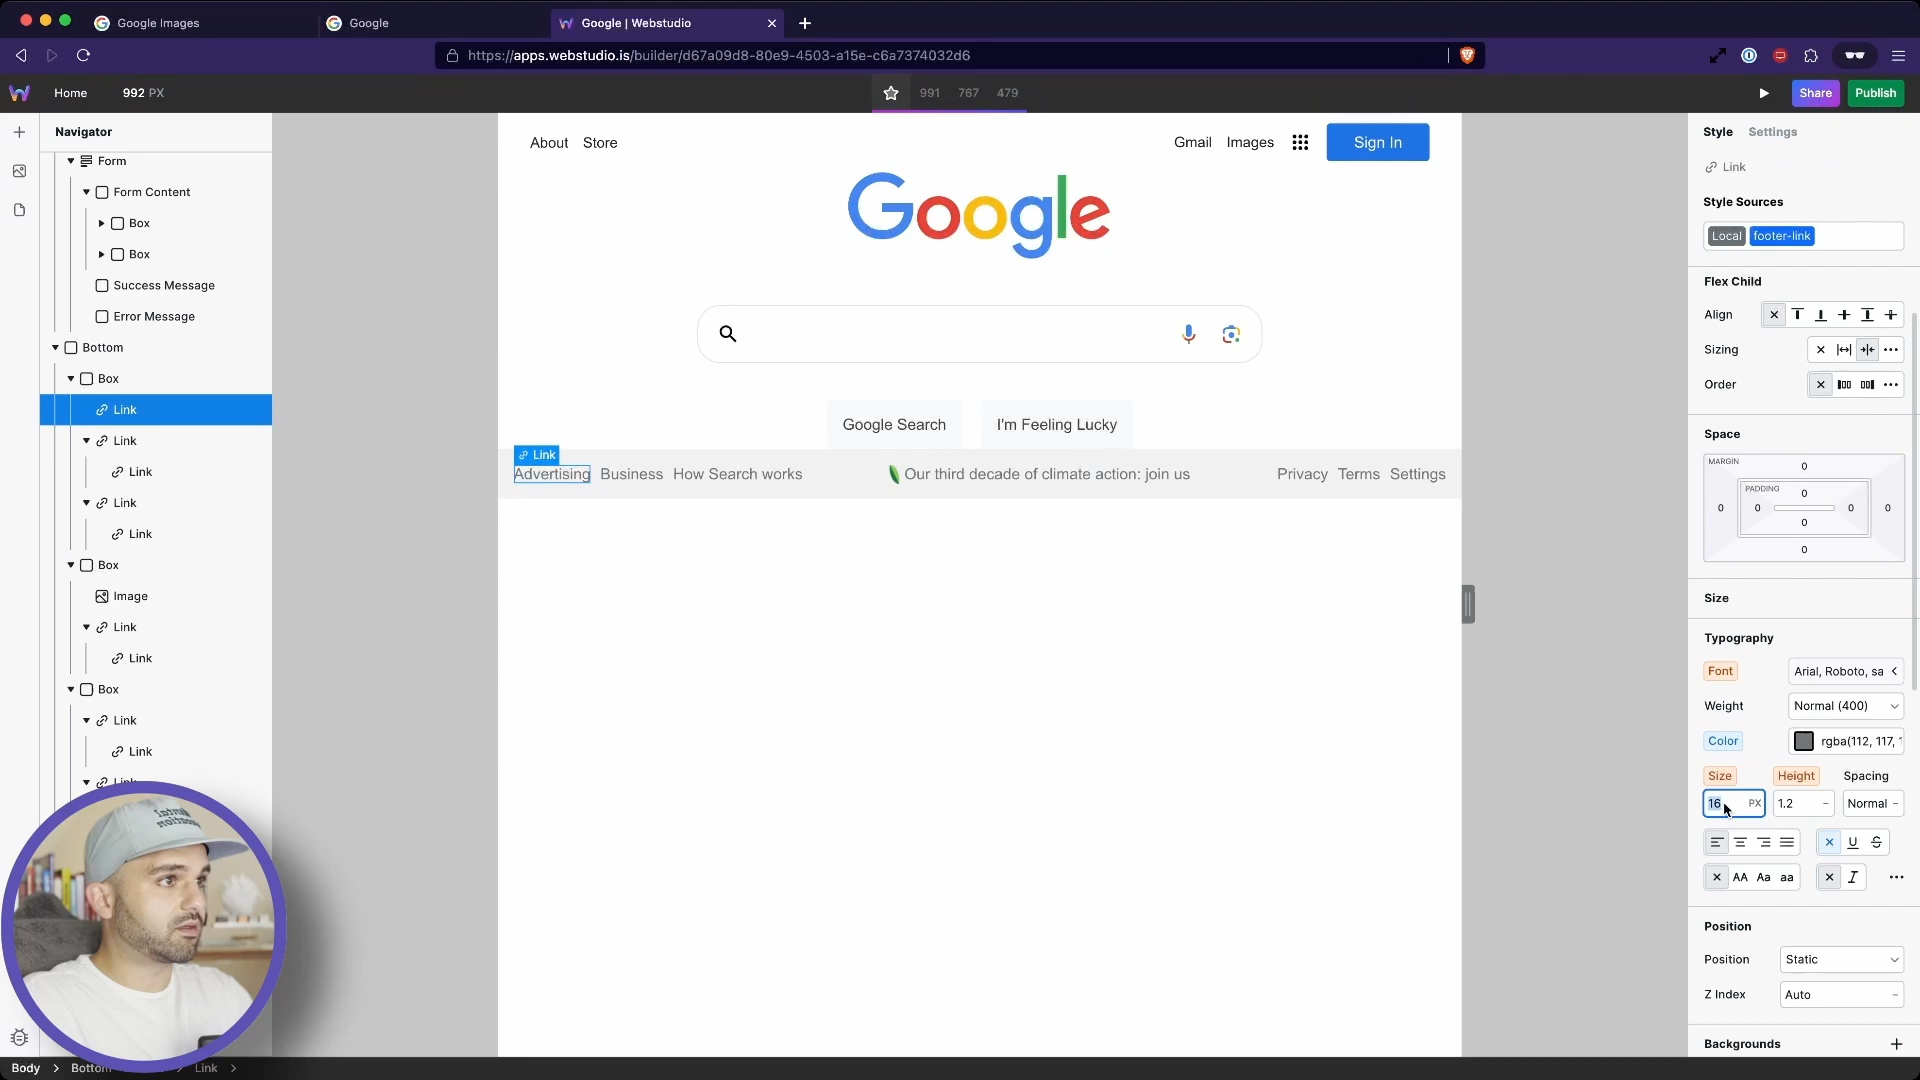 Google Images
Google
Google | Webstudio
https://apps.webstudio.is/builder/d67a09d8-80e9-4503-a15e-c6a7374032d6
Home
992 PX
991
767
479
Share
Publish
Navigator
Form
Form Content
Box
Box
Success Message
Error Message
Bottom
Box
Link
Link
Link
Link
Link
Box
Image
Link
Link
Box
Link
Link
Link
Body
Bottom
Link
About
Store
Gmail
Images
Sign In
Google
Google Search
I'm Feeling Lucky
Link
Advertising
Business
How Search works
Our third decade of climate action: join us
Privacy
Terms
Settings
Style
Settings
Link
Style Sources
Local
footer-link
Flex Child
Align
Sizing
Order
Space
MARGIN
0
PADDING
0
0
0
0
0
0
0
Size
Typography
Font
Arial, Roboto, sa
Weight
Normal (400)
Color
rgba(112, 117, 1
Size
Height
Spacing
16
PX
1.2
Normal
U
S
AA
Aa
aa
I
Position
Position
Static
Z Index
Auto
Backgrounds